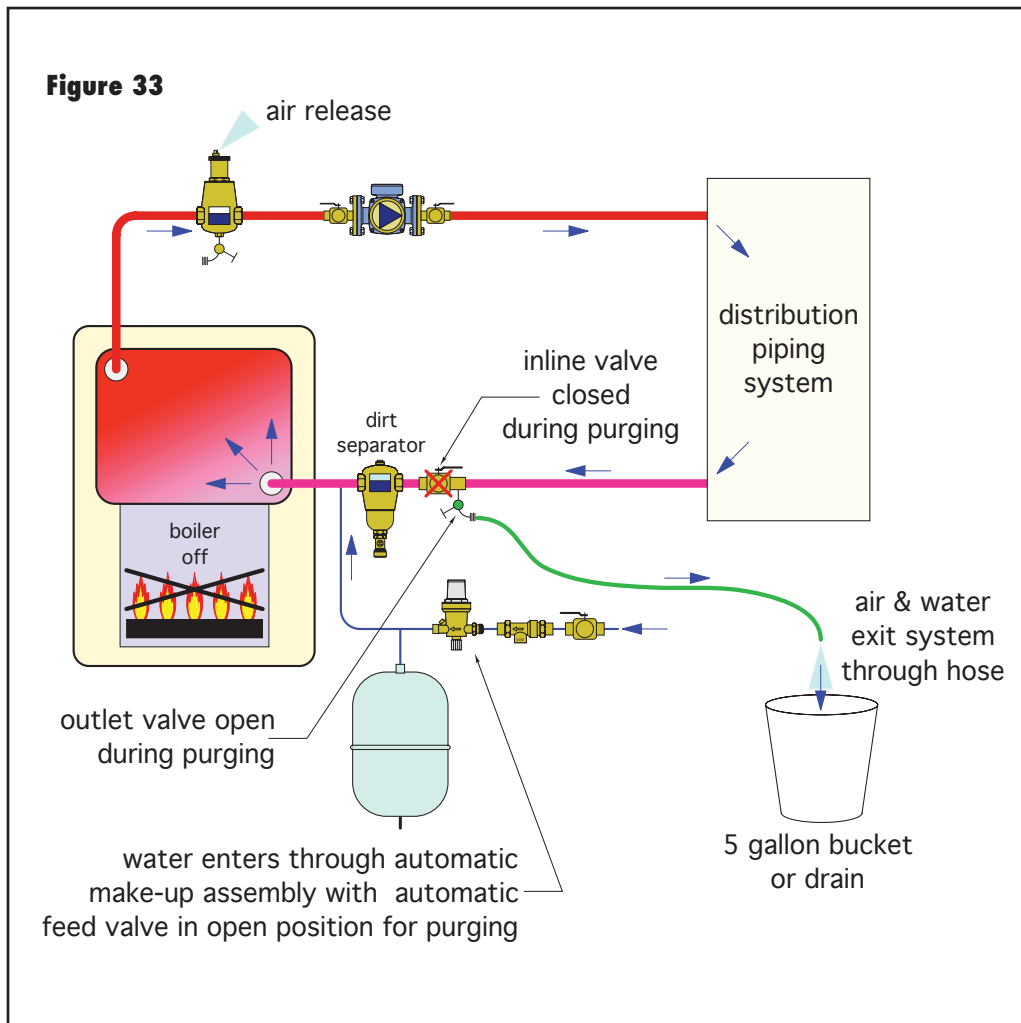 Figure 33
air release
distribution
piping
system
inline valve
closed
during purging
dirt
separator
boiler
off
air & water
exit system
through hose
outlet valve open
during purging
5 gallon bucket
or drain
water enters through automatic
make-up assembly with automatic
feed valve in open position for purging